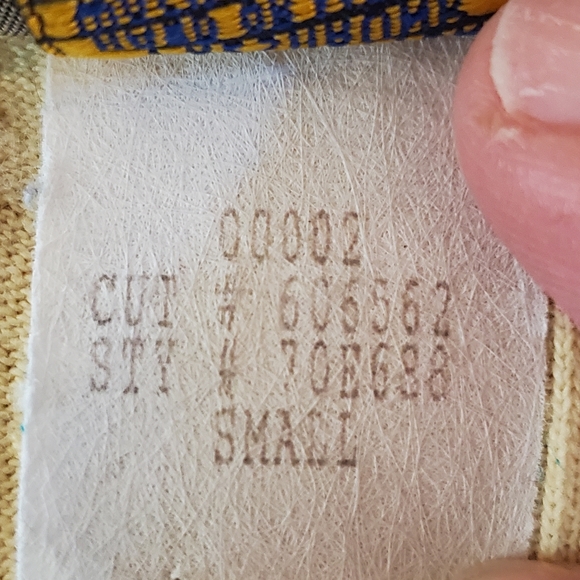 00002
CUT # 606562
STY # 70E688
SMALL